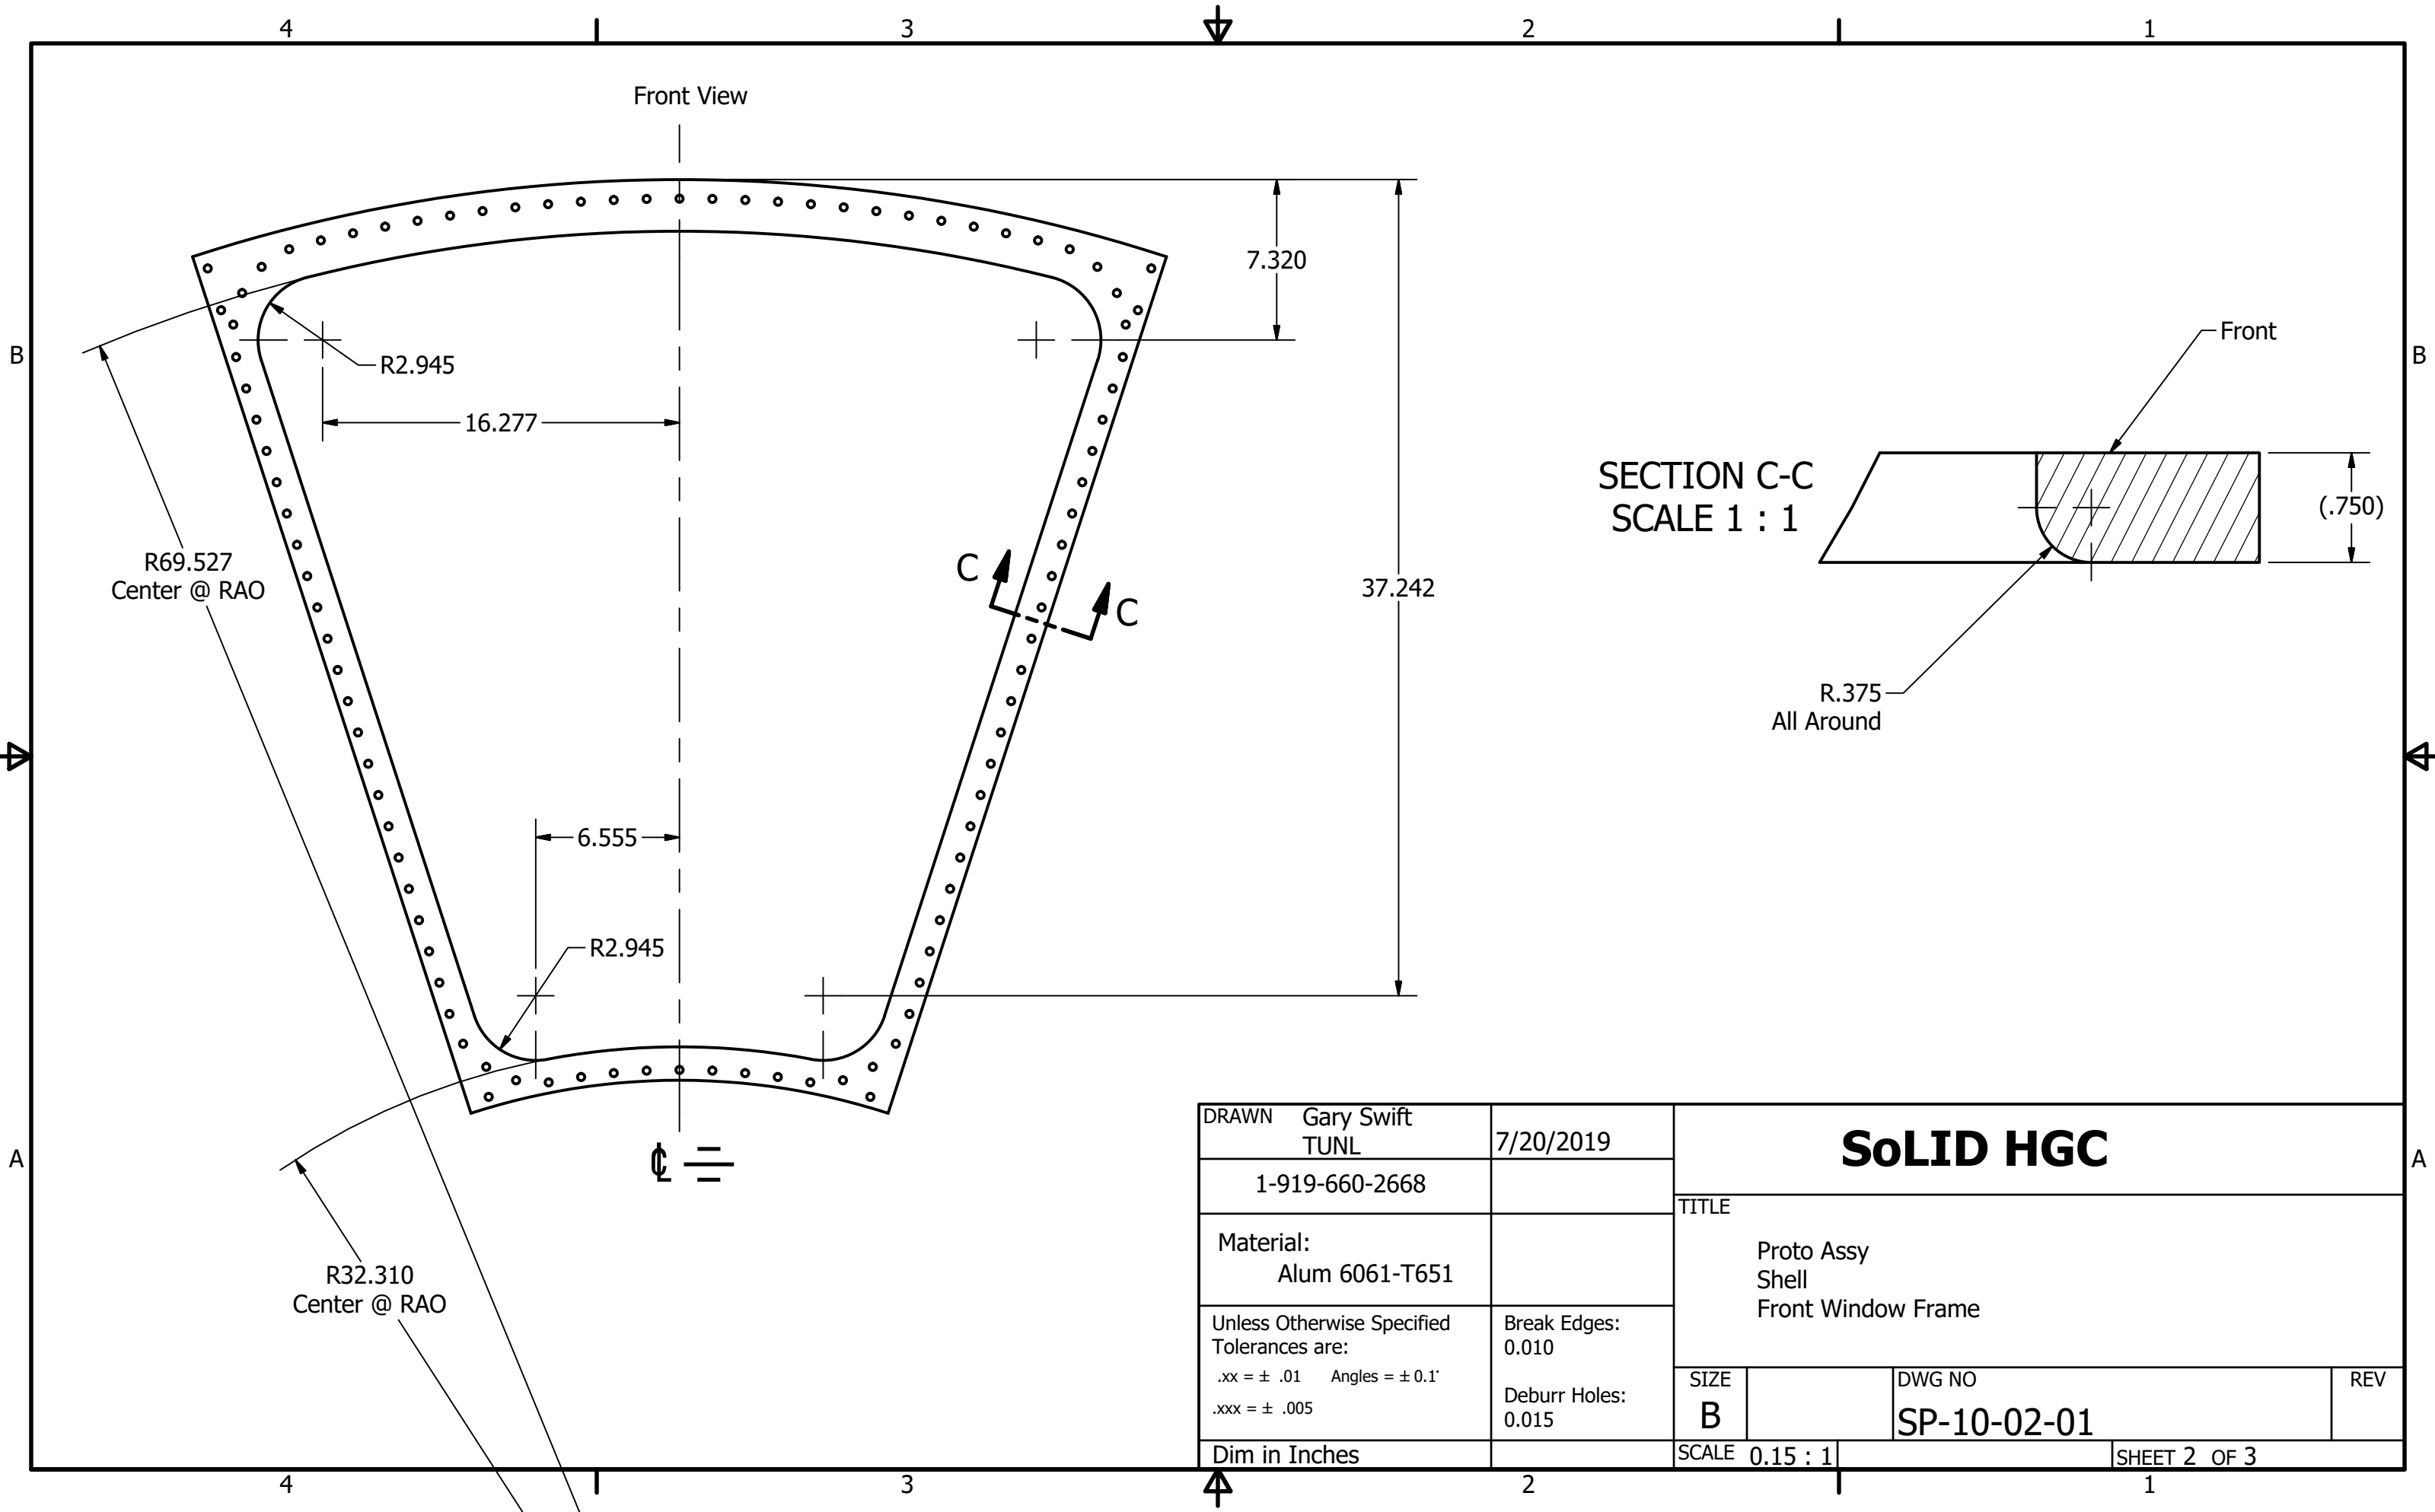 4
3
2
1
Front View
7.320
B
B
R2.945
Front
16.277
SECTION C-C
SCALE 1 : 1
(.750)
R69.527
Center @ RAO
C
C
37.242
R.375
All Around
6.555
R2.945
A
A
℄
R32.310
Center @ RAO
DRAWN Gary Swift
TUNL
7/20/2019
1-919-660-2668
Material:
Alum 6061-T651
Unless Otherwise Specified
Tolerances are:
.xx = ± .01 Angles = ± 0.1°
.xxx = ± .005
Break Edges:
0.010
Deburr Holes:
0.015
Dim in Inches
SoLID HGC
TITLE
Proto Assy
Shell
Front Window Frame
SIZE
B
DWG NO
SP-10-02-01
REV
SCALE 0.15 : 1
SHEET 2 OF 3
4
3
2
1